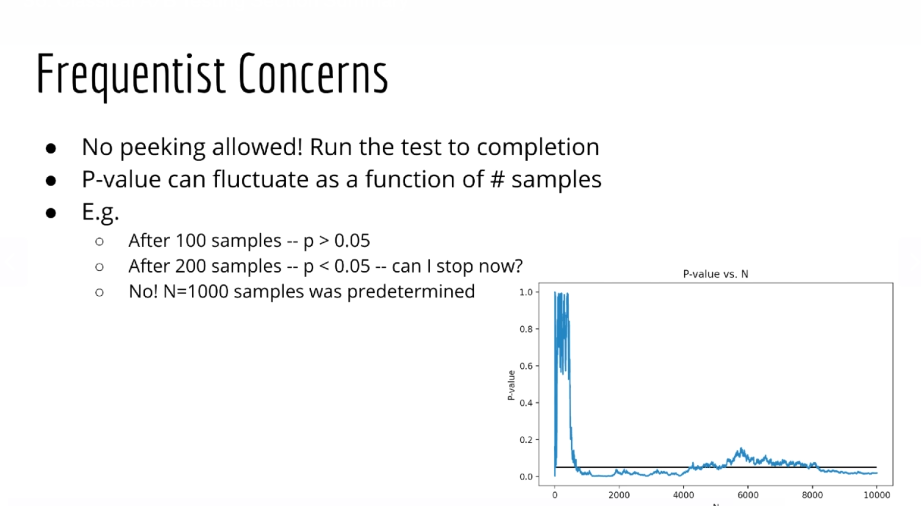 Frequentist Concerns
● No peeking allowed! Run the test to completion
● P-value can fluctuate as a function of # samples
● E.g.
○ After 100 samples -- p > 0.05
○ After 200 samples -- p < 0.05 -- can I stop now?
○ No! N=1000 samples was predetermined
P-value vs. N
1.0
0.8
0.6
0.4
0.2
0.0
P-value
0 2000 4000 6000 8000 10000